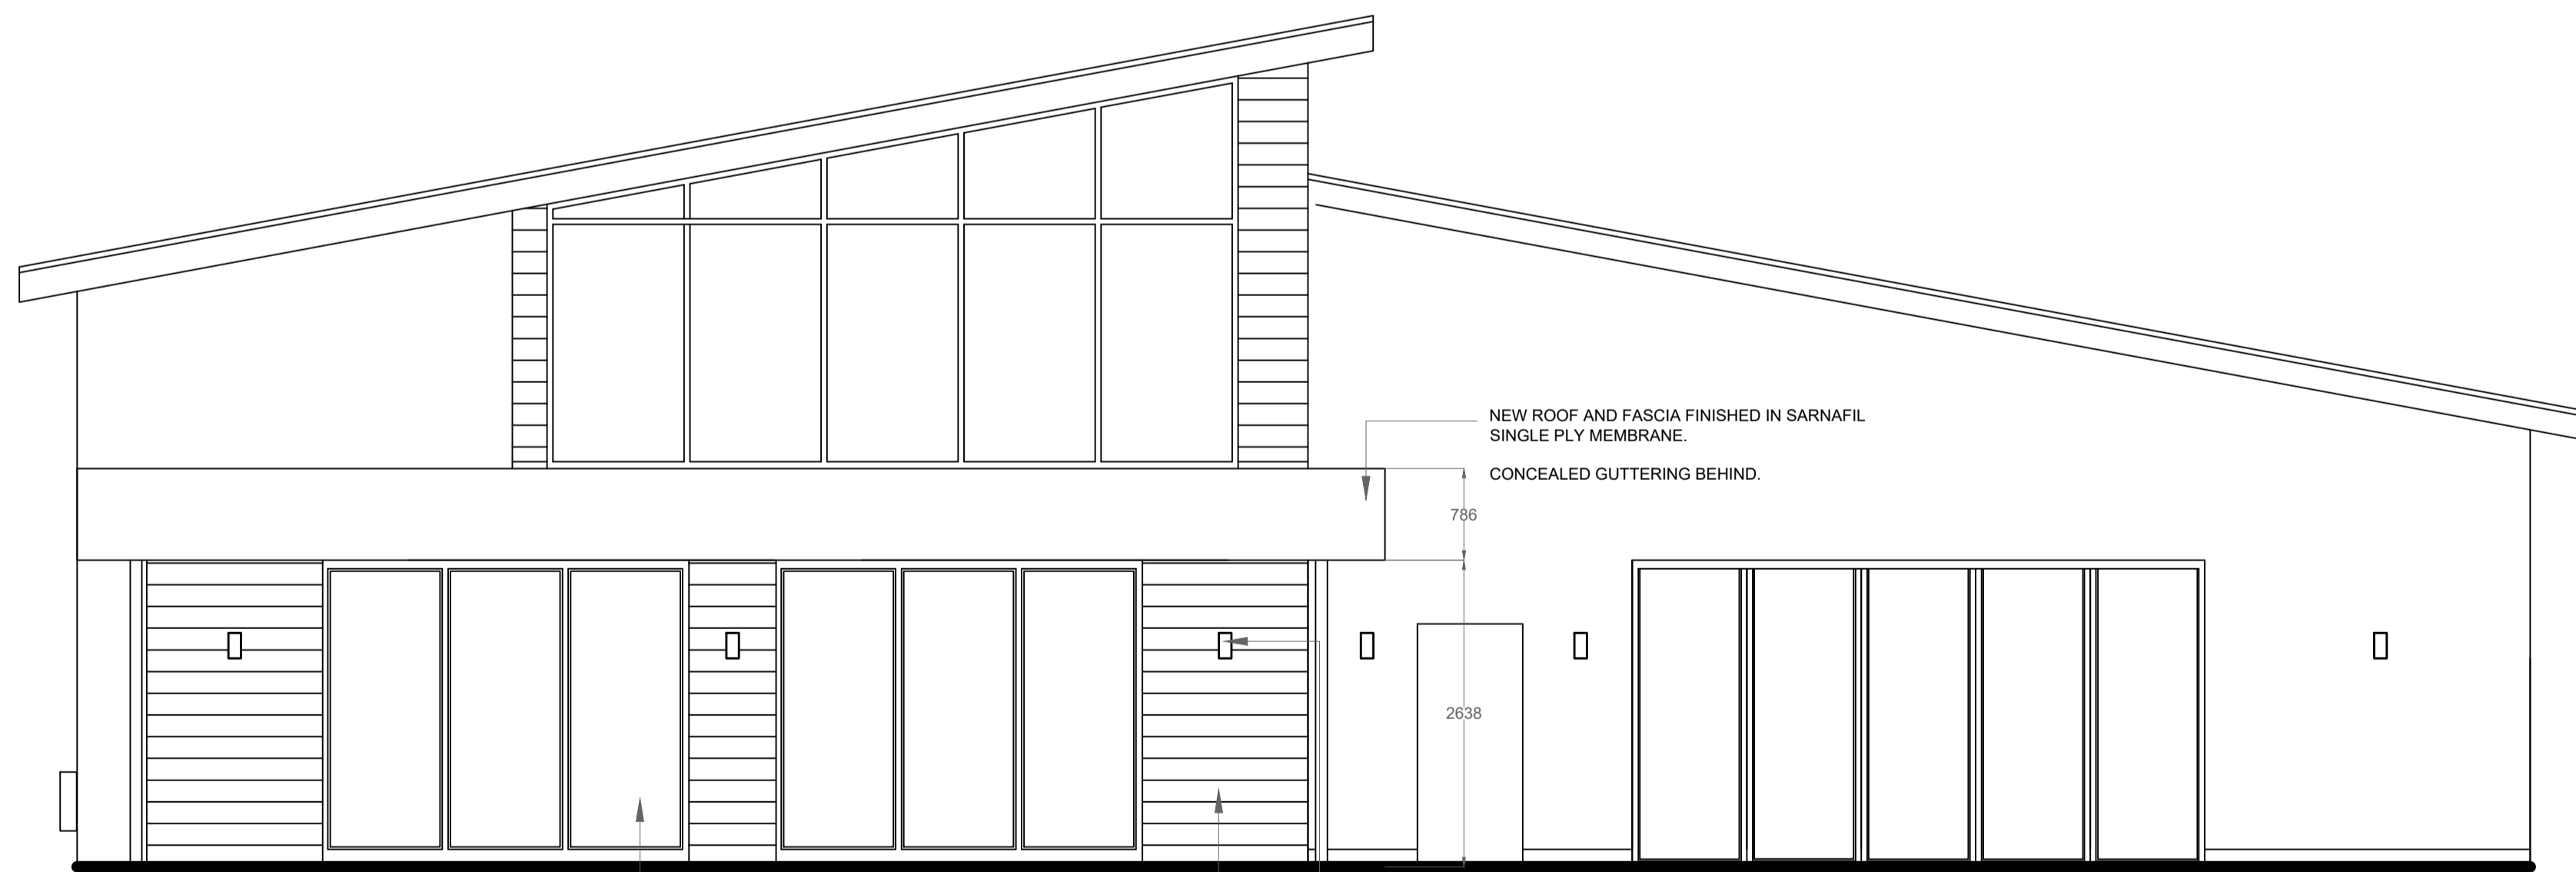 NEW ROOF AND FASCIA FINISHED IN SARNAFIL
SINGLE PLY MEMBRANE.
CONCEALED GUTTERING BEHIND.
786
2638